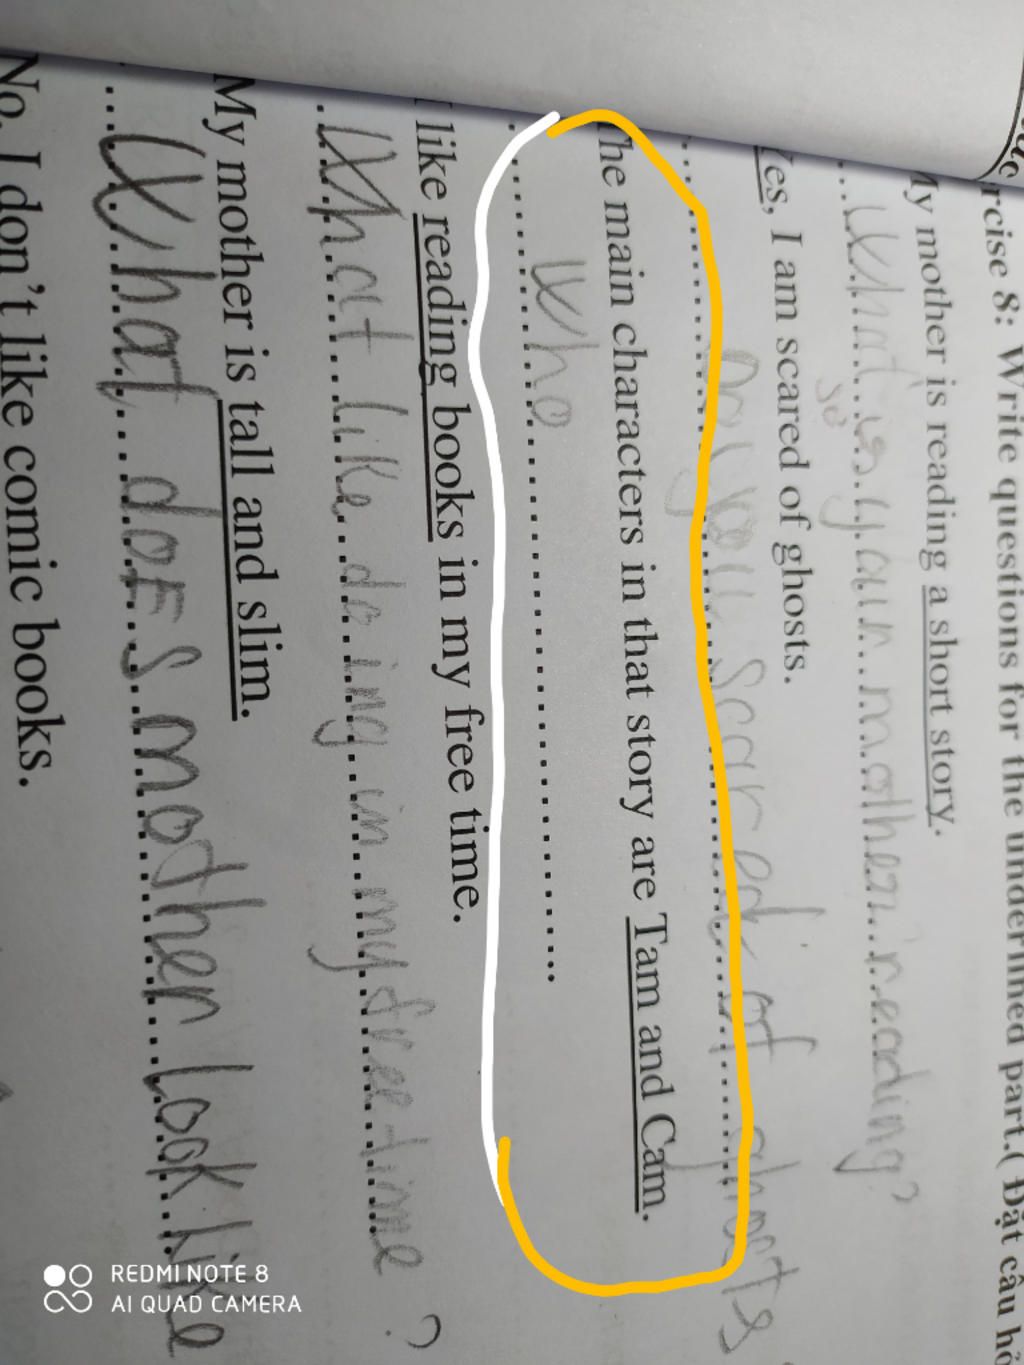 rcise 8: Write questions for the underlined part.( Đặt câu hỏ
My mother is reading a short story.
What is your mother reading?
sợ
Yes, I am scared of ghosts.
Do you scared of ghosts
The main characters in that story are Tam and Cam.
Who
I like reading books in my free time.
What like doing in my free time ?
My mother is tall and slim.
What does mother look like
No. I don't like comic books.
REDMI NOTE 8
AI QUAD CAMERA